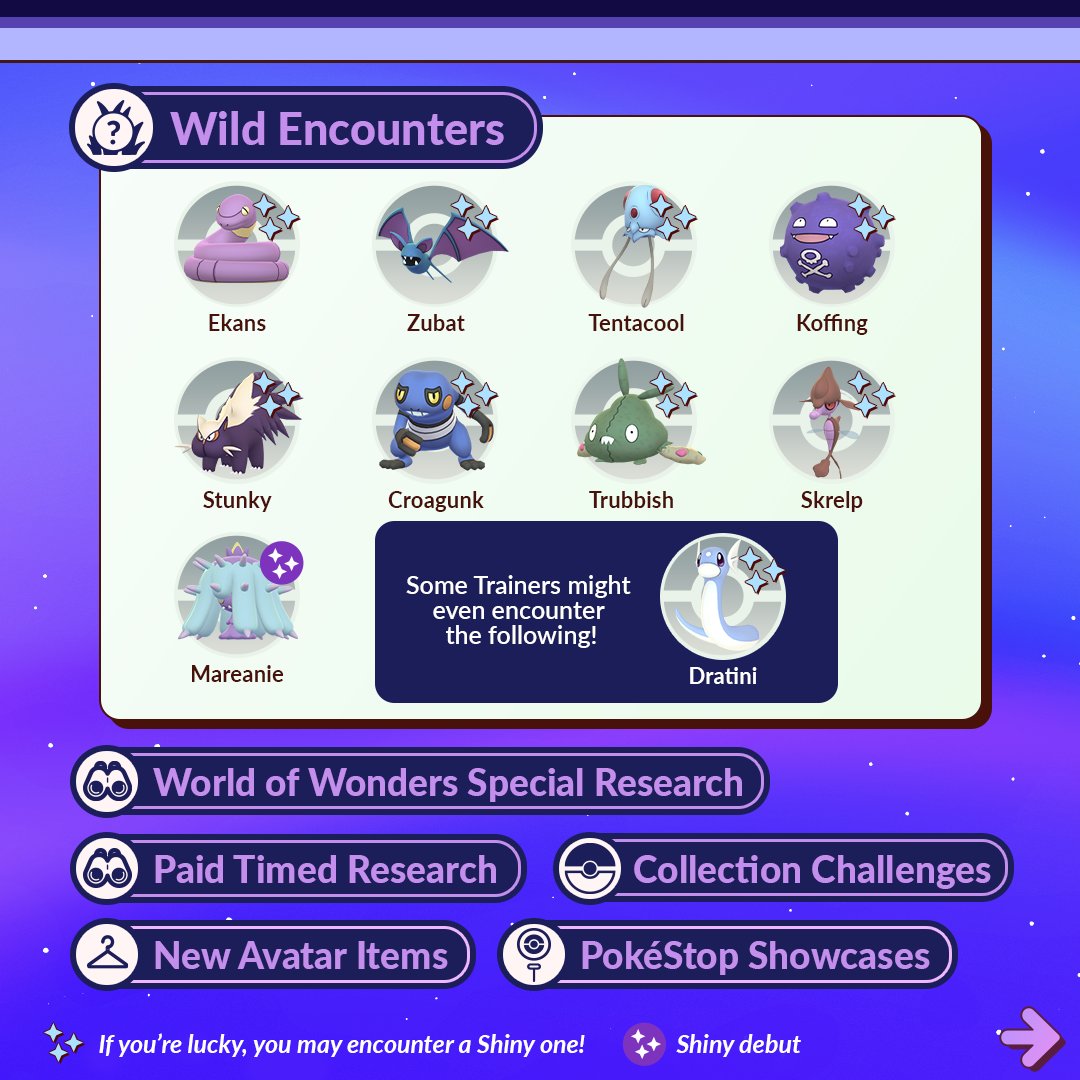 Wild Encounters
Ekans
Zubat
Tentacool
Koffing
Stunky
Croagunk
Trubbish
Skrelp
Mareanie
Some Trainers might
even encounter
the following!
Dratini
World of Wonders Special Research
Paid Timed Research
Collection Challenges
New Avatar Items
PokéStop Showcases
If you’re lucky, you may encounter a Shiny one!
Shiny debut